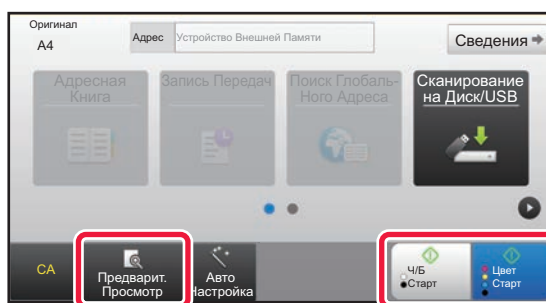 Оригинал
A4
Адрес
Устройство Внешней Памяти
Сведения
Адресная
Книга
Запись Передач
Поиск Глобаль-
Ного Адреса
Сканирование
на Диск/USB
CA
Предварит.
Просмотр
Авто
Настройка
Ч/Б
Старт
Цвет
Старт